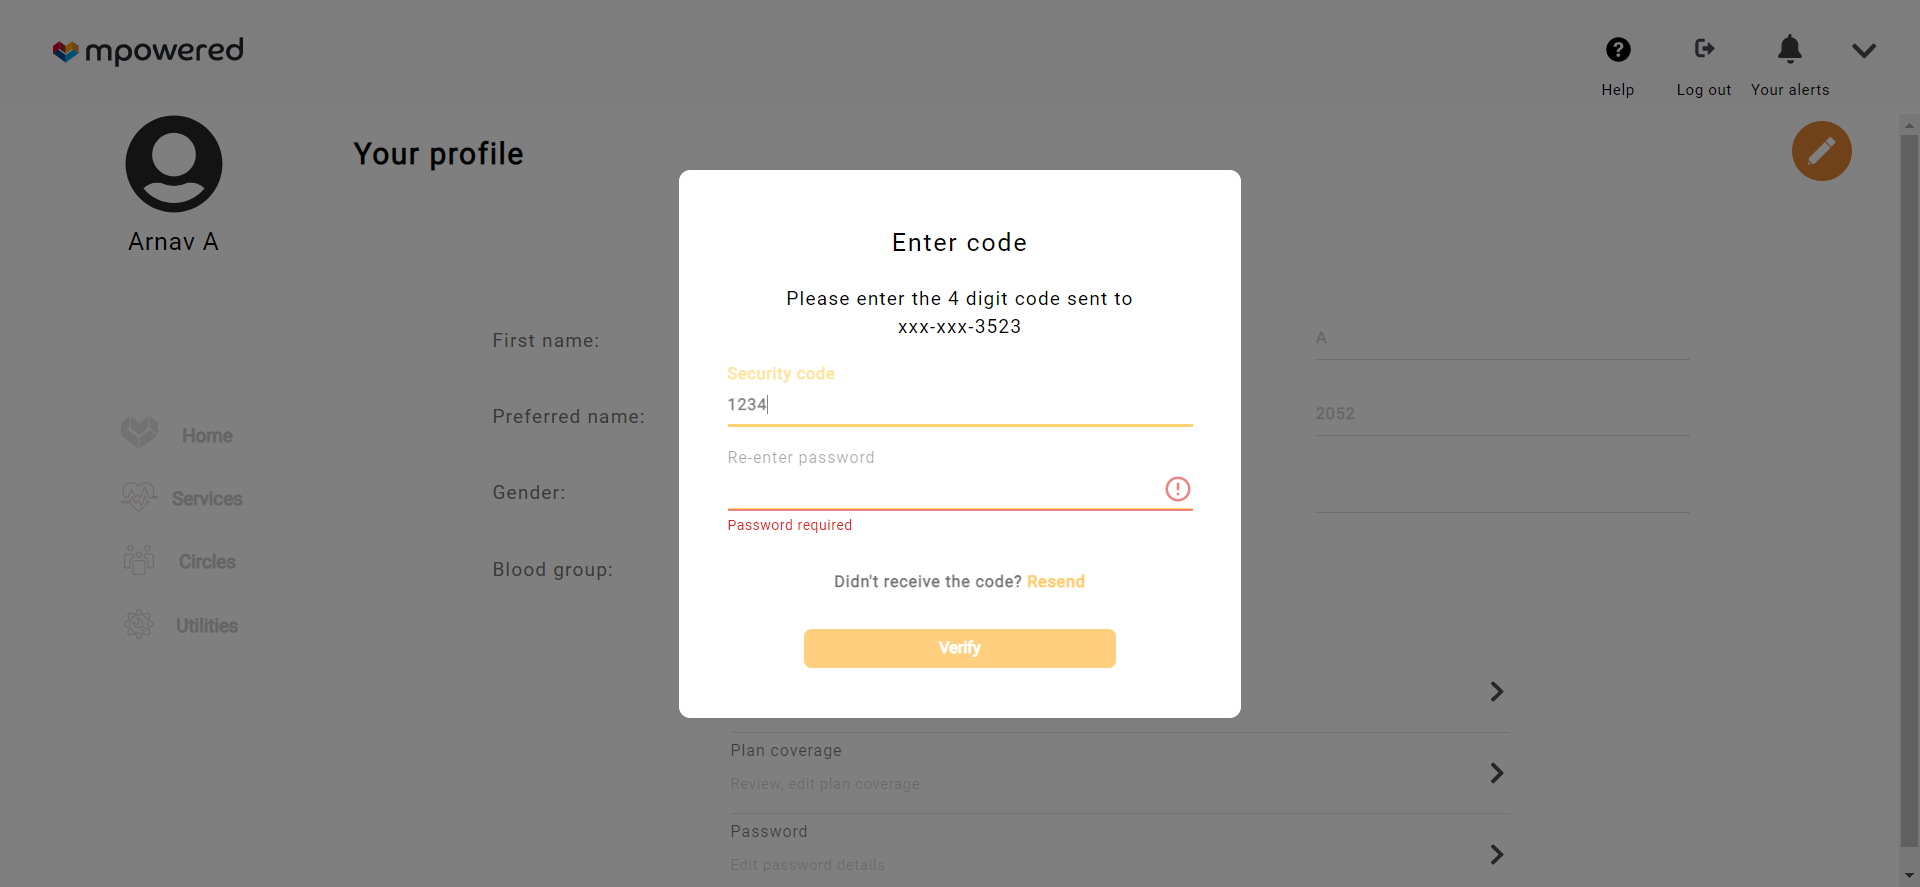 mpowered
Help
Log out
Your alerts
Arnav A
Your profile
Home
Services
Circles
Utilities
First name:
A
Preferred name:
2052
Gender:
Blood group:
Enter code
Please enter the 4 digit code sent to
xxx-xxx-3523
Security code
1234
Re-enter password
Password required
Didn't receive the code? Resend
Verify
Plan coverage
Review, edit plan coverage
Password
Edit password details